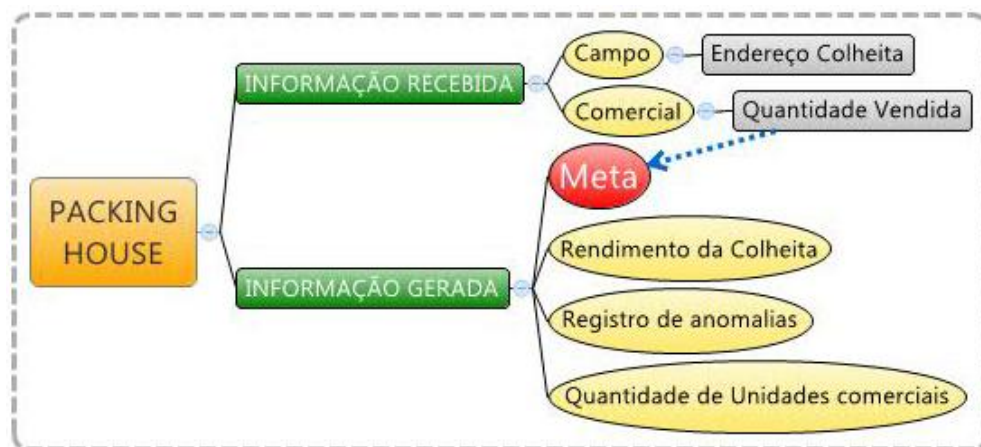 PACKING
HOUSE
INFORMAÇÃO RECEBIDA
Campo
Endereço Colheita
Comercial
Quantidade Vendida
INFORMAÇÃO GERADA
Meta
Rendimento da Colheita
Registro de anomalias
Quantidade de Unidades comerciais